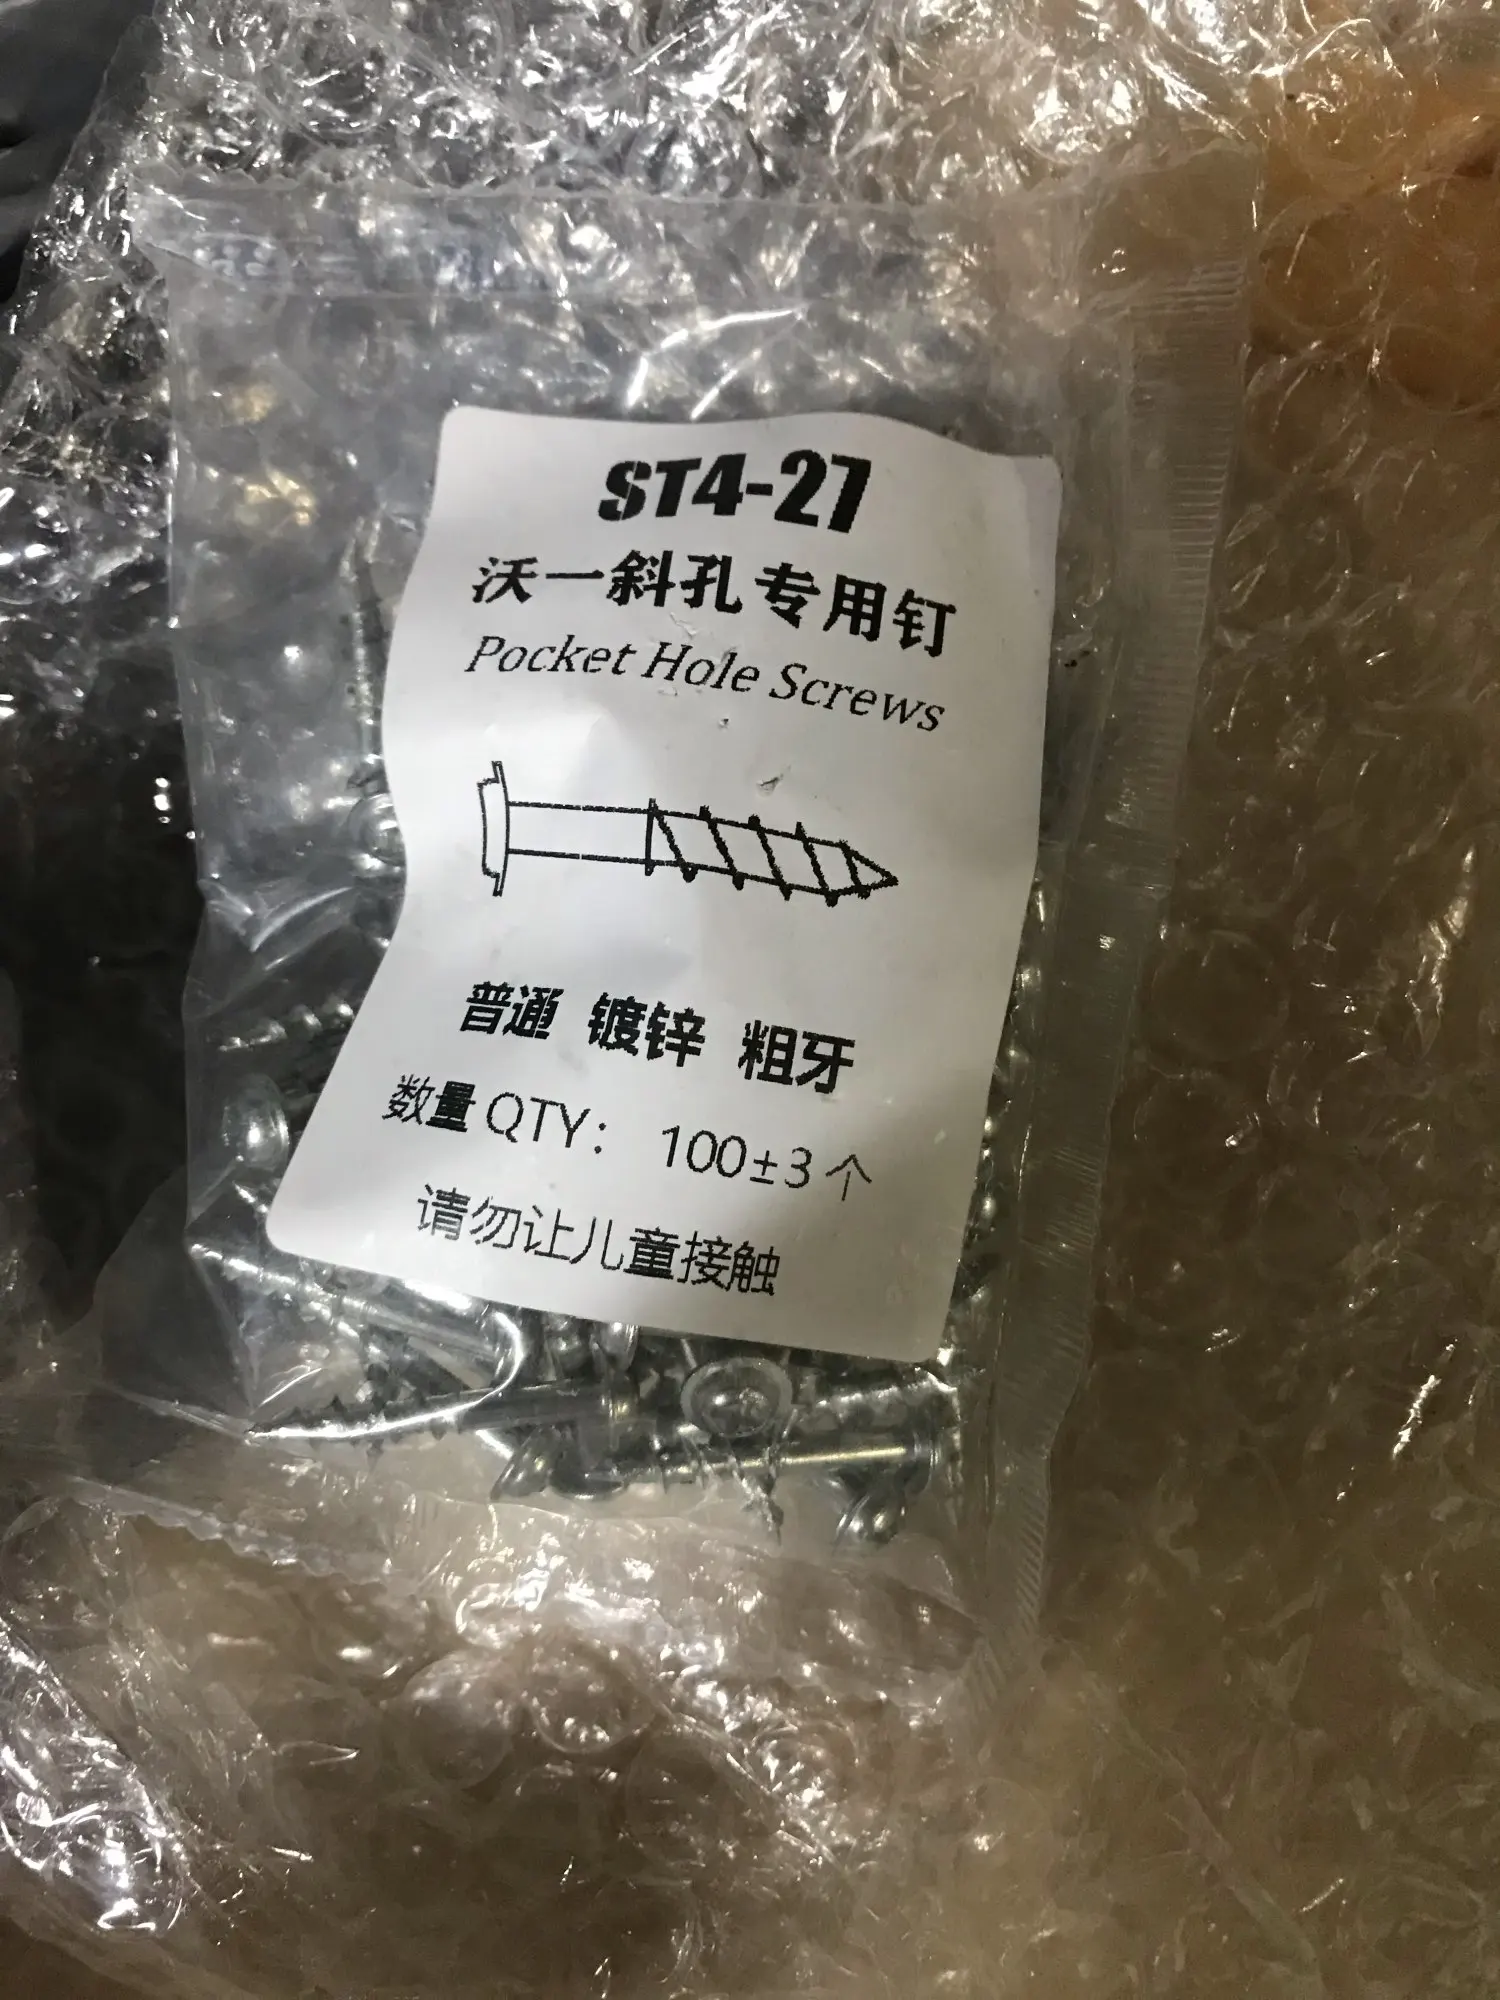 ST4-27
沃一斜孔专用钉
Pocket Hole Screws
普通 镀锌 粗牙
数量 QTY： 100±3 个
请勿让儿童接触